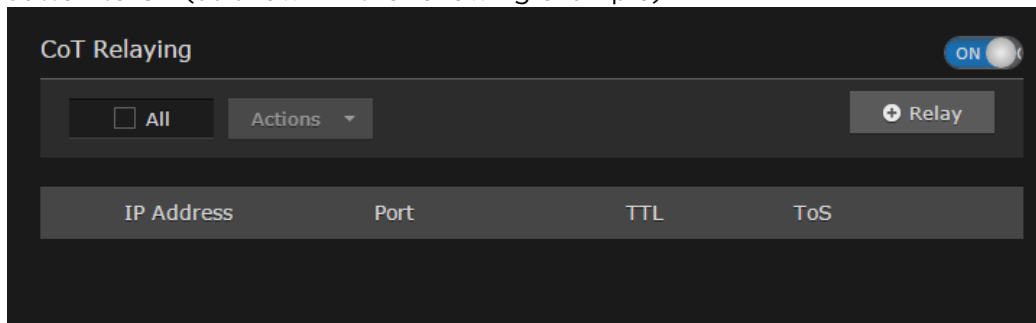 CoT Relaying
ON
All
Actions
Relay
IP Address Port TTL ToS